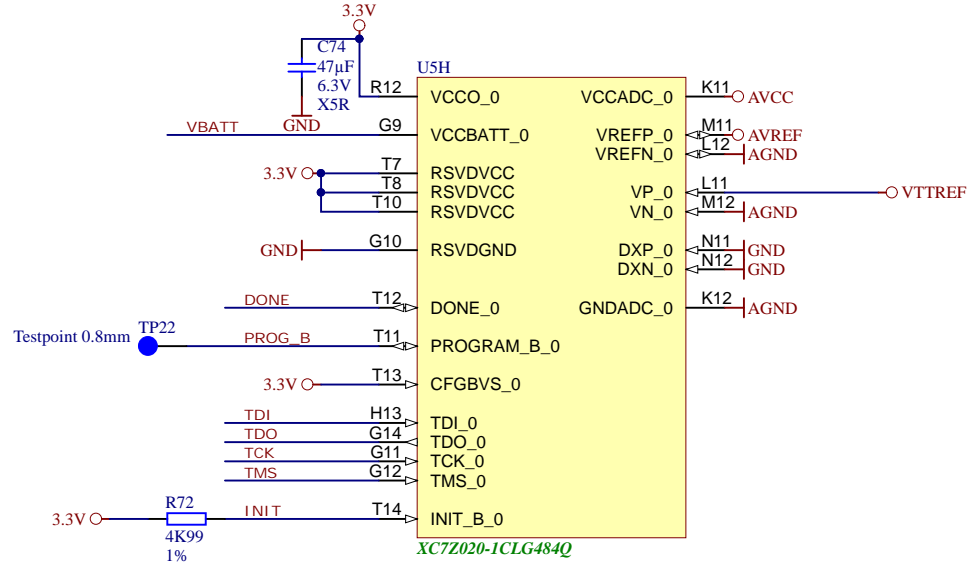 3.3V
C74
47µF
6.3V
X5R
GND
U5H
R12 VCCO_0 VCCADC_0 K11 AVCC
VBATT G9 VCCBATT_0 VREFP_0 M11 AVREF
VREFN_0 L12 AGND
3.3V T7 RSVDVCC
T8 RSVDVCC VP_0 L11 VTTREF
T10 RSVDVCC VN_0 M12 AGND
GND G10 RSVDGND DXP_0 N11 GND
DXN_0 N12 GND
DONE T12 DONE_0 GNDADC_0 K12 AGND
Testpoint 0.8mm TP22 PROG_B T11 PROGRAM_B_0
3.3V T13 CFGBVS_0
TDI H13 TDI_0
TDO G14 TDO_0
TCK G11 TCK_0
TMS G12 TMS_0
3.3V R72 INIT T14 INIT_B_0
4K99
1%
XC7Z020-1CLG484Q